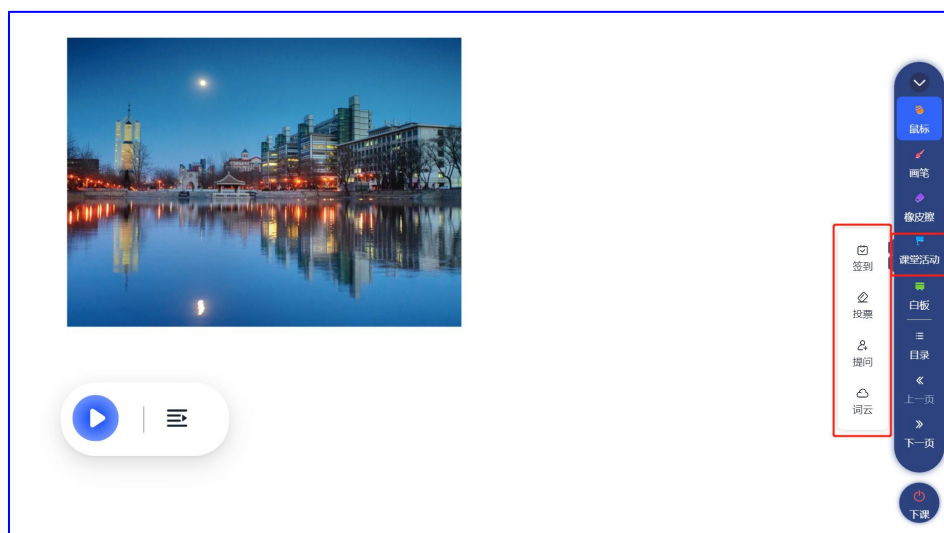 鼠标
画笔
橡皮擦
课堂活动
签到
投票
提问
词云
白板
目录
上一页
下一页
下课